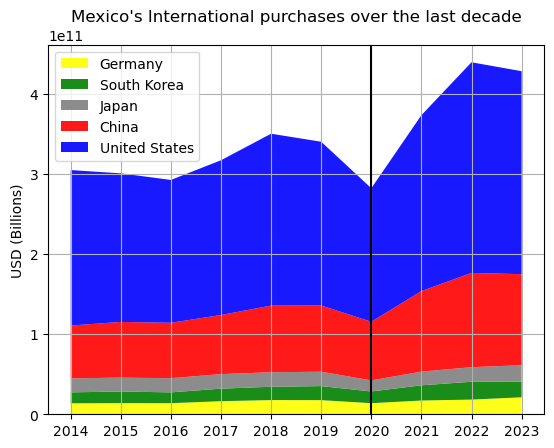 Mexico's International purchases over the last decade
1e11
Germany
South Korea
Japan
China
United States
USD (Billions)
4
3
2
1
0
2014 2015 2016 2017 2018 2019 2020 2021 2022 2023